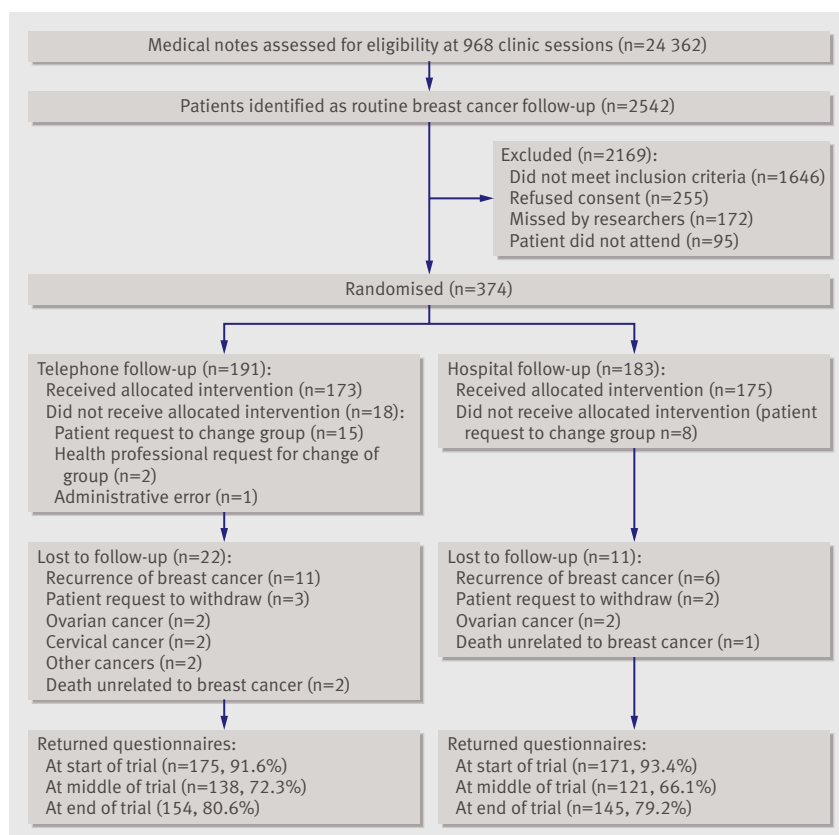 Medical notes assessed for eligibility at 968 clinic sessions (n=24 362)
Patients identified as routine breast cancer follow-up (n=2542)
Excluded (n=2169):
Did not meet inclusion criteria (n=1646)
Refused consent (n=255)
Missed by researchers (n=172)
Patient did not attend (n=95)
Randomised (n=374)
Telephone follow-up (n=191):
Received allocated intervention (n=173)
Did not receive allocated intervention (n=18):
Patient request to change group (n=15)
Health professional request for change of
group (n=2)
Administrative error (n=1)
Hospital follow-up (n=183):
Received allocated intervention (n=175)
Did not receive allocated intervention (patient
request to change group n=8)
Lost to follow-up (n=22):
Recurrence of breast cancer (n=11)
Patient request to withdraw (n=3)
Ovarian cancer (n=2)
Cervical cancer (n=2)
Other cancers (n=2)
Death unrelated to breast cancer (n=2)
Lost to follow-up (n=11):
Recurrence of breast cancer (n=6)
Patient request to withdraw (n=2)
Ovarian cancer (n=2)
Death unrelated to breast cancer (n=1)
Returned questionnaires:
At start of trial (n=175, 91.6%)
At middle of trial (n=138, 72.3%)
At end of trial (154, 80.6%)
Returned questionnaires:
At start of trial (n=171, 93.4%)
At middle of trial (n=121, 66.1%)
At end of trial (n=145, 79.2%)